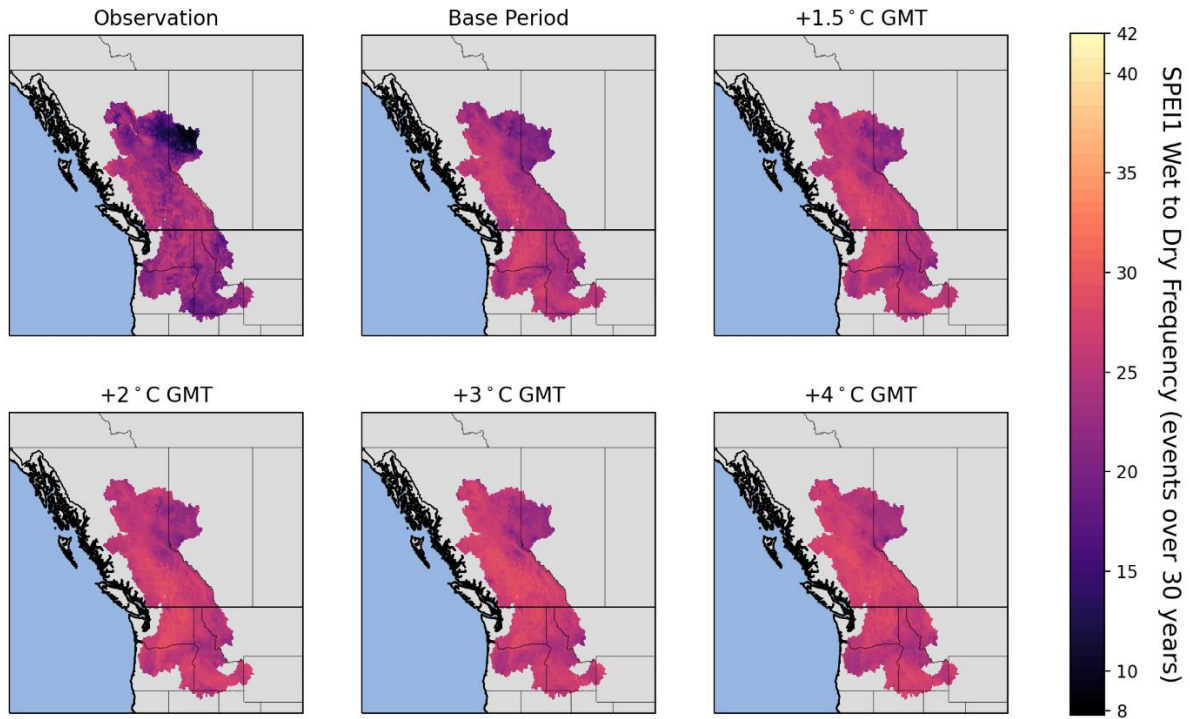 Observation
Base Period
+1.5°C GMT
+2°C GMT
+3°C GMT
+4°C GMT
42
40
35
30
25
20
15
10
8
SPEI1 Wet to Dry Frequency (events over 30 years)